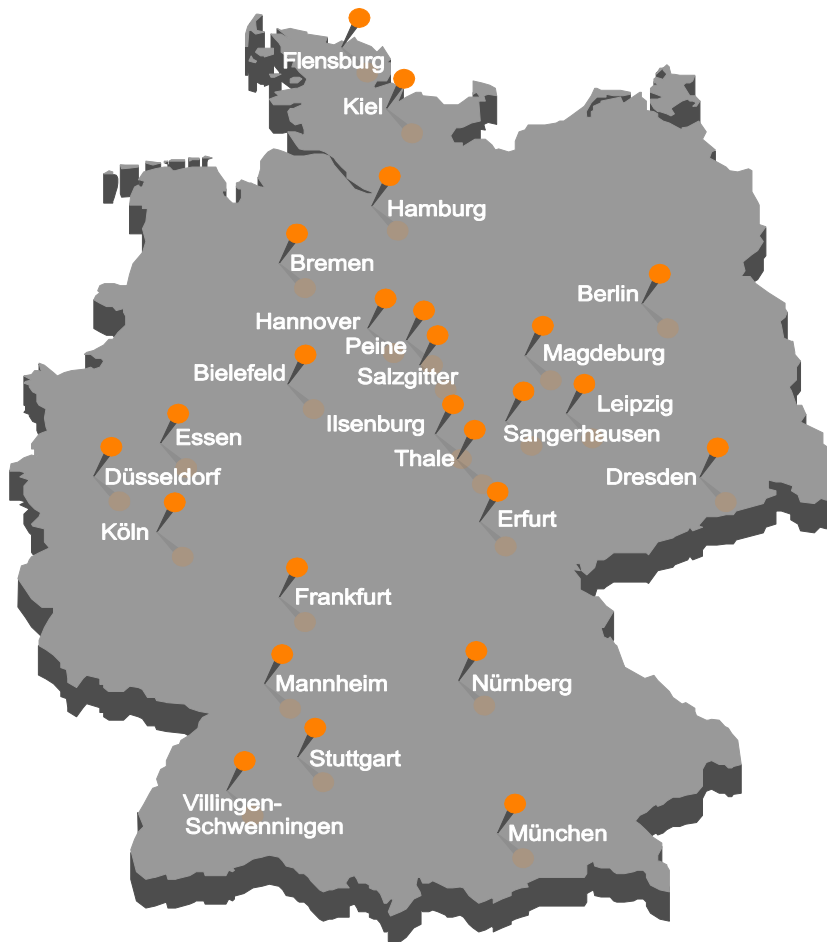 Flensburg
Kiel
Hamburg
Bremen
Berlin
Hannover
Peine
Magdeburg
Bielefeld
Salzgitter
Leipzig
Ilsenburg
Sangerhausen
Essen
Thale
Düsseldorf
Dresden
Köln
Erfurt
Frankfurt
Mannheim
Nürnberg
Stuttgart
Villingen-
Schwenningen
München